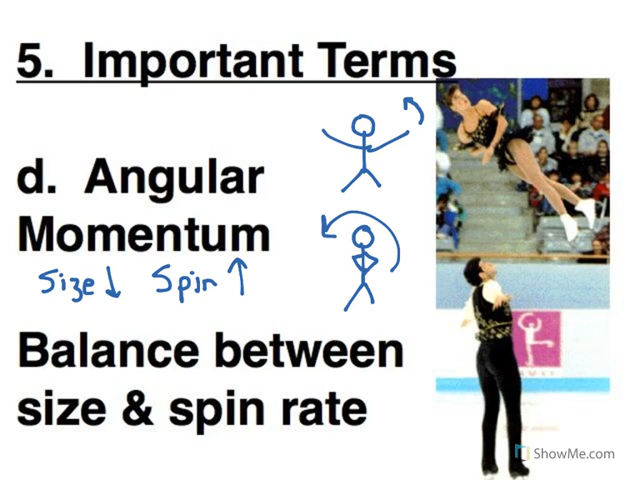 5. Important Terms
d. Angular
Momentum
Size↓ Spin↑
Balance between
size & spin rate
ShowMe.com